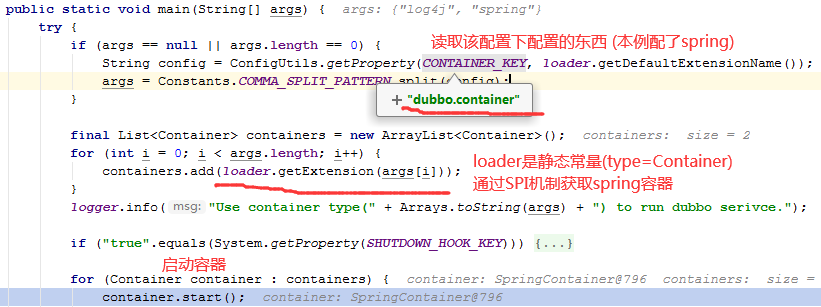 public static void main(String[] args) {  args: {"log4j", "spring"}
try {
读取该配置下配置的东西 (本例配了spring)
if (args == null || args.length == 0) {
String config = ConfigUtils.getProperty(CONTAINER_KEY, loader.getDefaultExtensionName());
args = Constants.COMMA_SPLIT_PATTERN.split(config);
}
+ "dubbo.container"
final List<Container> containers = new ArrayList<Container>();  containers:  size = 2
for (int i = 0; i < args.length; i++) {
loader是静态常量(type=Container)
containers.add(loader.getExtension(args[i]));
通过SPI机制获取spring容器
}
logger.info( msg: "Use container type(" + Arrays.toString(args) + ") to run dubbo serivce.");
if ("true".equals(System.getProperty(SHUTDOWN_HOOK_KEY))) {...}
启动容器
for (Container container : containers) {  container: SpringContainer@796  containers:  size =
container.start();  container: SpringContainer@796